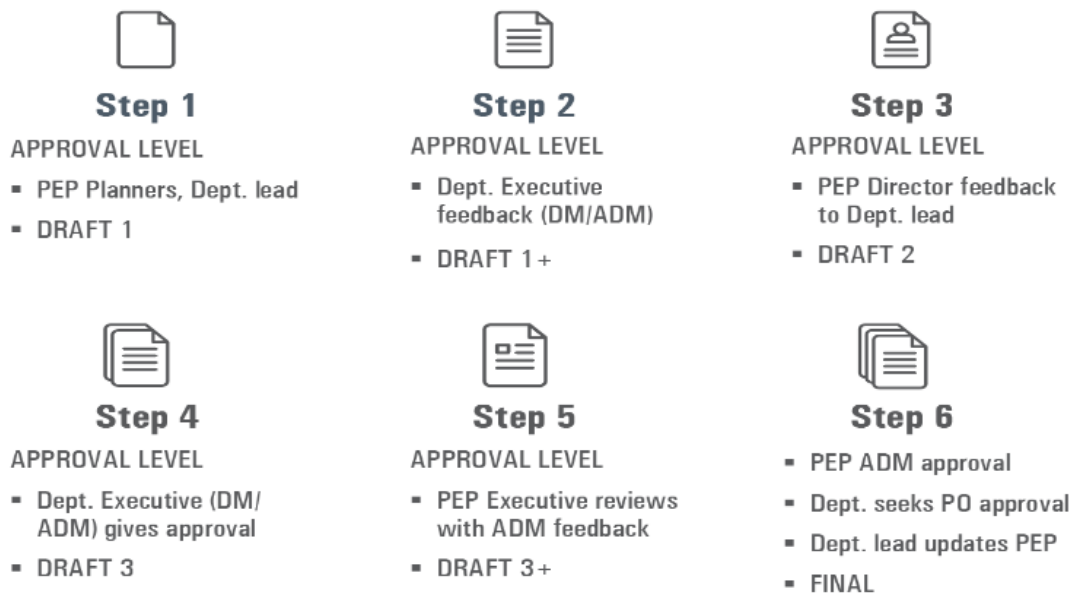 Step 1
APPROVAL LEVEL
▪ PEP Planners, Dept. lead
▪ DRAFT 1
Step 2
APPROVAL LEVEL
▪ Dept. Executive
feedback (DM/ADM)
▪ DRAFT 1+
Step 3
APPROVAL LEVEL
▪ PEP Director feedback
to Dept. lead
▪ DRAFT 2
Step 4
APPROVAL LEVEL
▪ Dept. Executive (DM/
ADM) gives approval
▪ DRAFT 3
Step 5
APPROVAL LEVEL
▪ PEP Executive reviews
with ADM feedback
▪ DRAFT 3+
Step 6
▪ PEP ADM approval
▪ Dept. seeks PO approval
▪ Dept. lead updates PEP
▪ FINAL